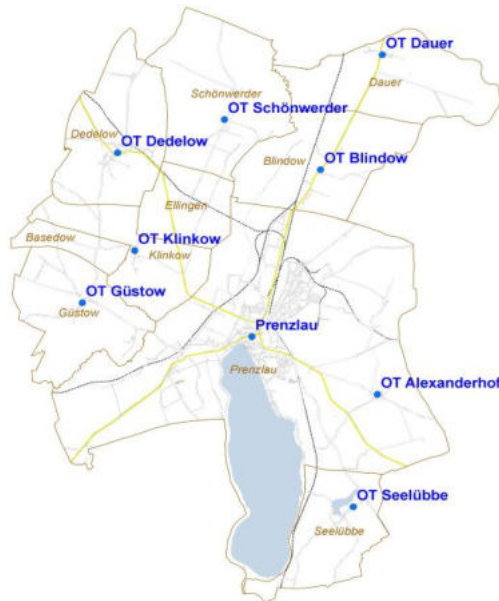 OT Dauer
Dauer
Schönwerder
OT Schönwerder
Dedelow
OT Dedelow
Blindow
OT Blindow
Ellingen
Basedow
OT Klinkow
Klinkow
OT Güstow
Güstow
Prenzlau
Prenzlau
OT Alexanderhof
OT Seelübbe
Seelübbe